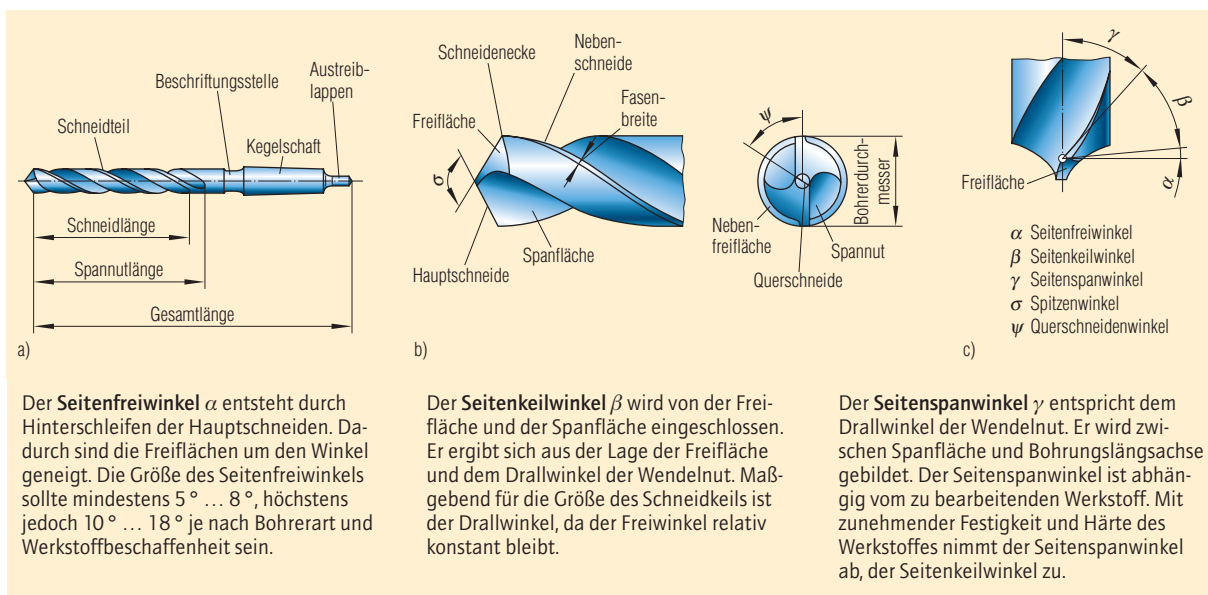 Beschriftungsstelle
Austreib-
lappen
Schneidteil
Kegelschaft
Schneidlänge
Spannutlänge
Gesamtlänge
a)
Schneidenecke
Neben-
schneide
Freifläche
Fasen-
breite
σ
Spanfläche
Hauptschneide
b)
ψ
Bohrerdurch-
messer
Neben-
freifläche
Spannut
Querschneide
γ
β
α
Freifläche
α Seitenfreiwinkel
β Seitenkeilwinkel
γ Seitenspanwinkel
σ Spitzenwinkel
ψ Querschneidenwinkel
c)
Der Seitenfreiwinkel α entsteht durch
Hinterschleifen der Hauptschneiden. Da-
durch sind die Freiflächen um den Winkel
geneigt. Die Größe des Seitenfreiwinkels
sollte mindestens 5° … 8°, höchstens
jedoch 10° … 18° je nach Bohrerart und
Werkstoffbeschaffenheit sein.
Der Seitenkeilwinkel β wird von der Frei-
fläche und der Spanfläche eingeschlossen.
Er ergibt sich aus der Lage der Freifläche
und dem Drallwinkel der Wendelnut. Maß-
gebend für die Größe des Schneidkeils ist
der Drallwinkel, da der Freiwinkel relativ
konstant bleibt.
Der Seitenspanwinkel γ entspricht dem
Drallwinkel der Wendelnut. Er wird zwi-
schen Spanfläche und Bohrungslängsachse
gebildet. Der Seitenspanwinkel ist abhän-
gig vom zu bearbeitenden Werkstoff. Mit
zunehmender Festigkeit und Härte des
Werkstoffes nimmt der Seitenspanwinkel
ab, der Seitenkeilwinkel zu.